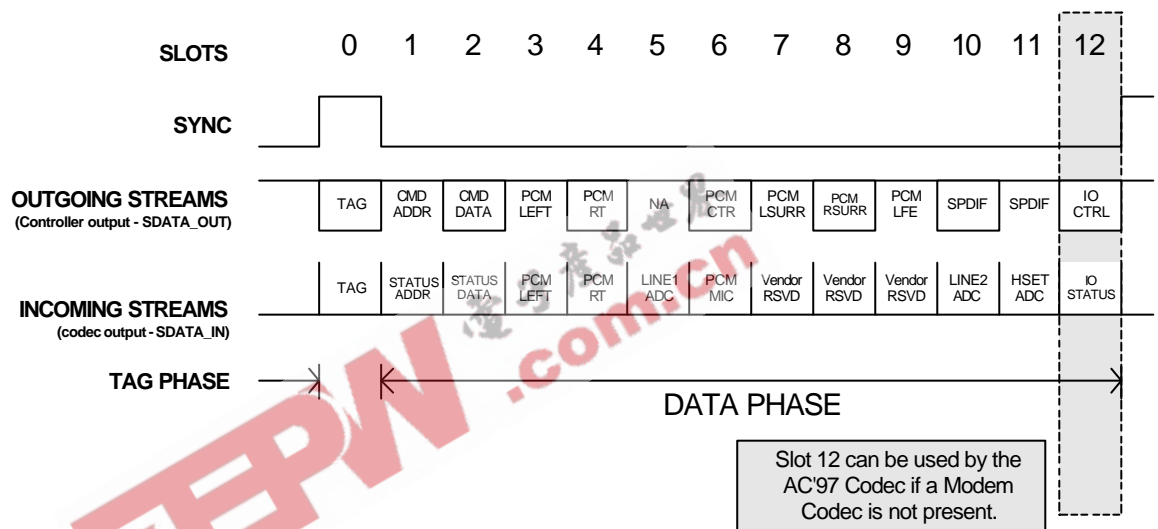 SLOTS 0 1 2 3 4 5 6 7 8 9 10 11 12
SYNC
OUTGOING STREAMS
(Controller output - SDATA_OUT)
TAG
CMD
ADDR
CMD
DATA
PCM
LEFT
PCM
RT
NA
PCM
CTR
PCM
LSURR
PCM
RSURR
PCM
LFE
SPDIF
SPDIF
IO
CTRL
INCOMING STREAMS
(codec output - SDATA_IN)
TAG
STATUS
ADDR
STATUS
DATA
PCM
LEFT
PCM
RT
LINE1
ADC
PCM
MIC
Vendor
RSVD
Vendor
RSVD
Vendor
RSVD
LINE2
ADC
HSET
ADC
IO
STATUS
TAG PHASE
DATA PHASE
Slot 12 can be used by the
AC'97 Codec if a Modem
Codec is not present.
EEPW
.com.cn